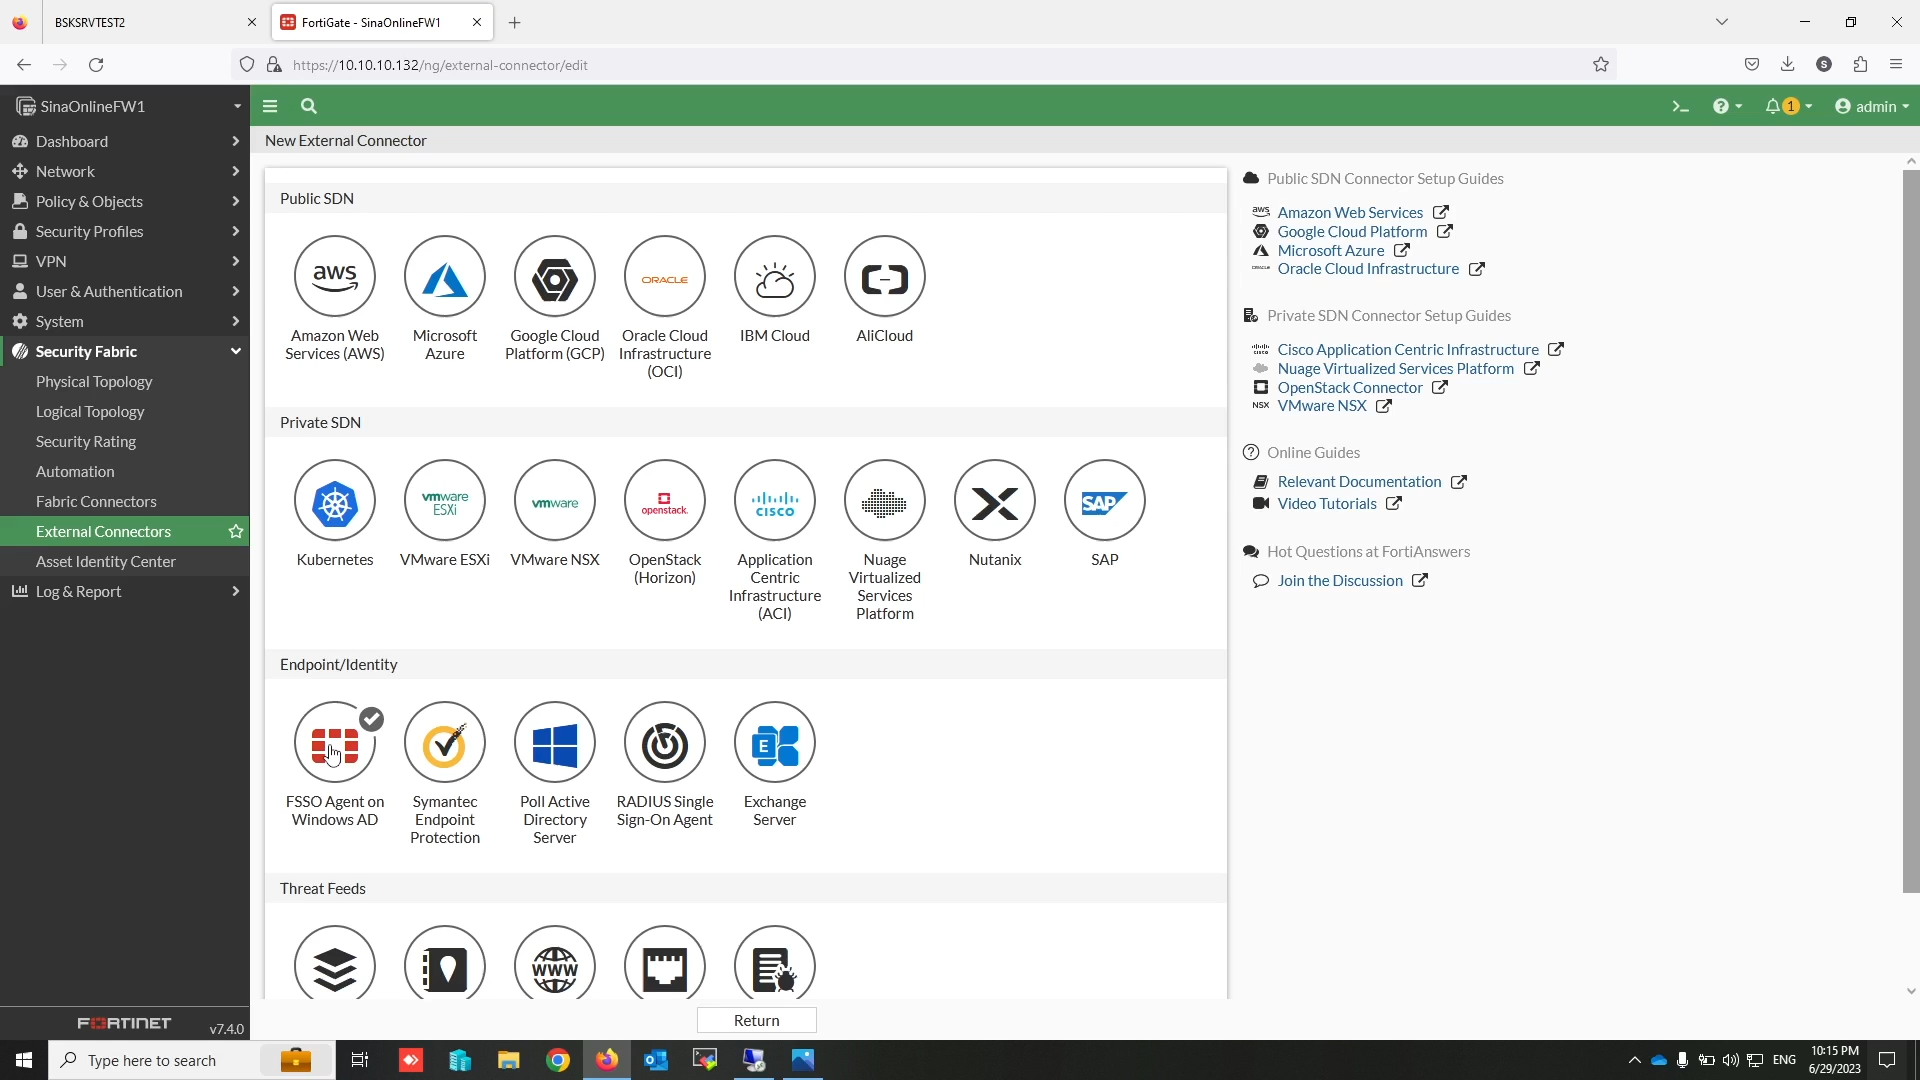 BSKSRVTEST2
FortiGate - SinaOnlineFW1
https://10.10.10.132/ng/external-connector/edit
S
SinaOnlineFW1
1
admin
Dashboard
Network
Policy & Objects
Security Profiles
VPN
User & Authentication
System
Security Fabric
Physical Topology
Logical Topology
Security Rating
Automation
Fabric Connectors
External Connectors
Asset Identity Center
Log & Report
FORTINET
v7.4.0
New External Connector
Public SDN
aws
ORACLE
Amazon Web
Services (AWS)
Microsoft
Azure
Google Cloud
Platform (GCP)
Oracle Cloud
Infrastructure
(OCI)
IBM Cloud
AliCloud
Private SDN
vmware
ESXi
vmware
openstack.
CISCO
SAP
Kubernetes
VMware ESXi
VMware NSX
OpenStack
(Horizon)
Application
Centric
Infrastructure
(ACI)
Nuage
Virtualized
Services
Platform
Nutanix
SAP
Endpoint/Identity
E
FSSO Agent on
Windows AD
Symantec
Endpoint
Protection
Poll Active
Directory
Server
RADIUS Single
Sign-On Agent
Exchange
Server
Threat Feeds
WWW
Return
Public SDN Connector Setup Guides
aws Amazon Web Services
Google Cloud Platform
Microsoft Azure
ORACLE Oracle Cloud Infrastructure
Private SDN Connector Setup Guides
CISCO Cisco Application Centric Infrastructure
Nuage Virtualized Services Platform
OpenStack Connector
NSX VMware NSX
Online Guides
Relevant Documentation
Video Tutorials
Hot Questions at FortiAnswers
Join the Discussion
Type here to search
ENG
10:15 PM
6/29/2023